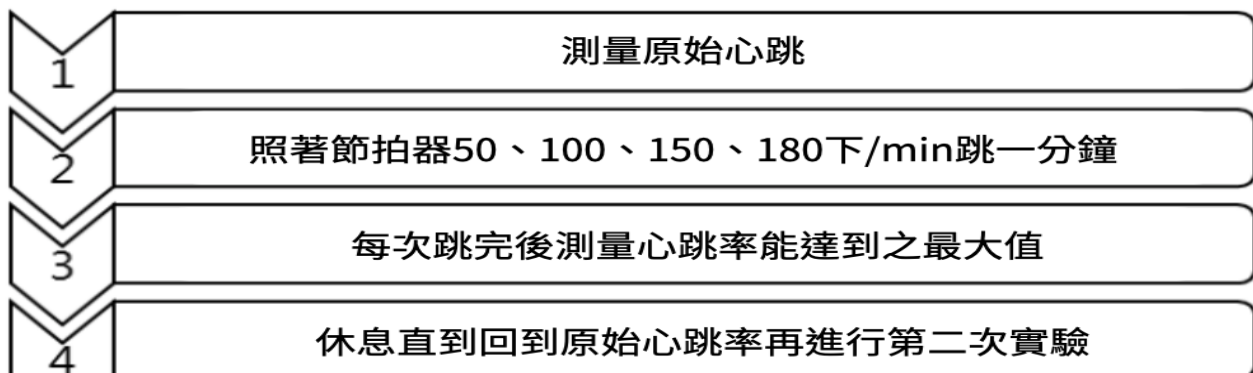 1
測量原始心跳
2
照著節拍器50、100、150、180下/min跳一分鐘
3
每次跳完後測量心跳率能達到之最大值
4
休息直到回到原始心跳率再進行第二次實驗